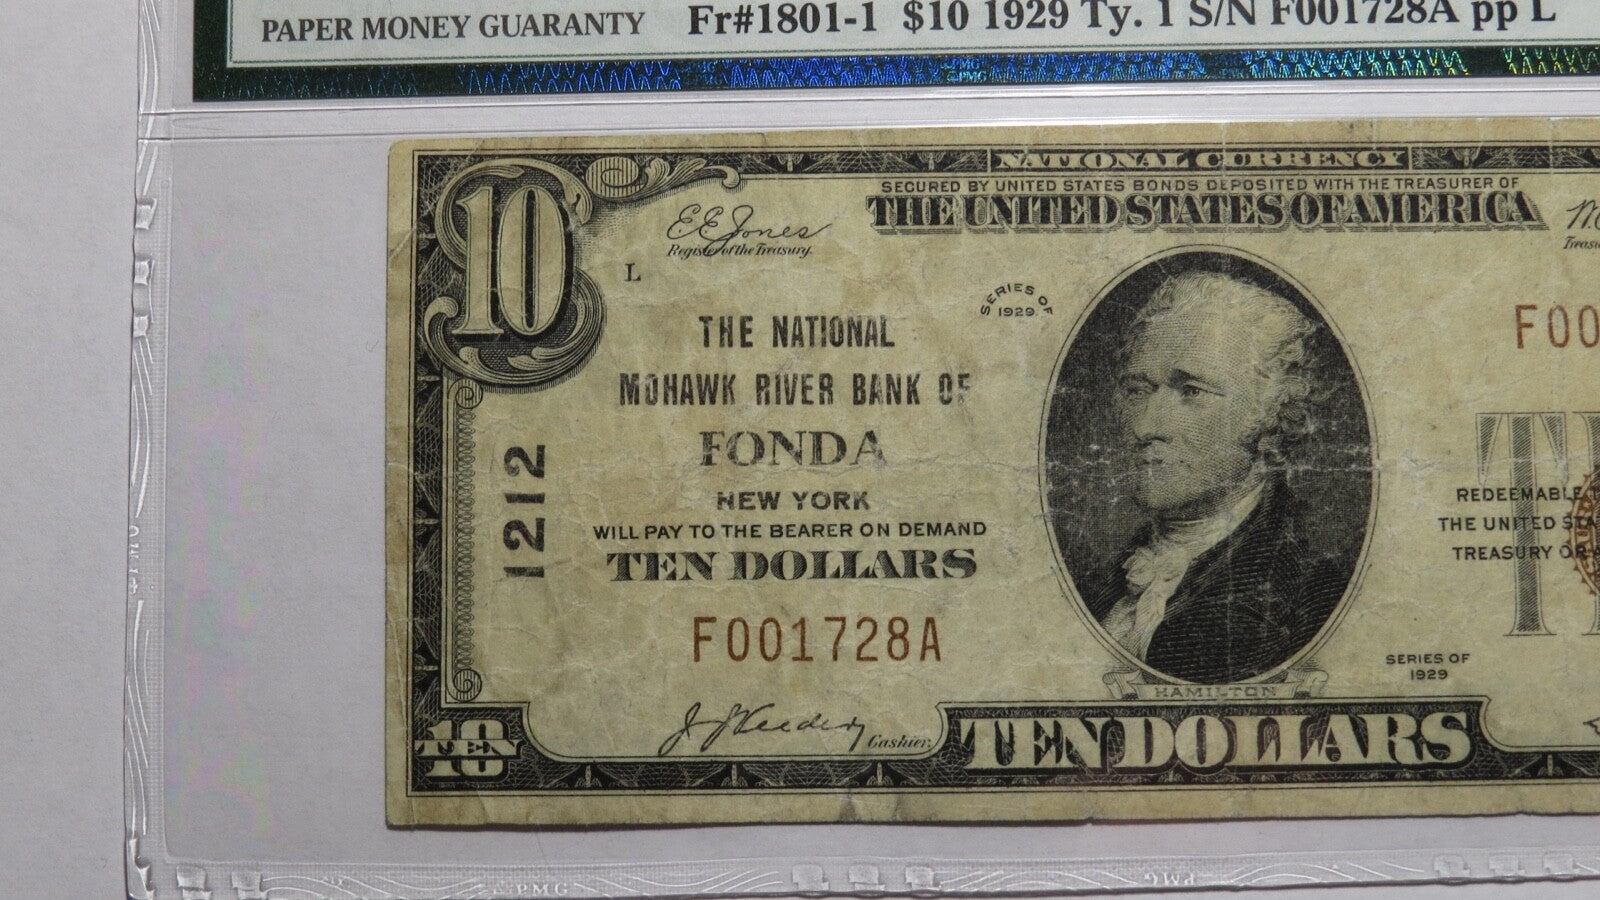 PAPER MONEY GUARANTY Fr#1801-1 $10 1929 Ty. 1 S/N F001728A pp L
NATIONAL CURRENCY
SECURED BY UNITED STATES BONDS DEPOSITED WITH THE TREASURER OF
THE UNITED STATES OF AMERICA
10
E E Jones
Register of the Treasury.
L
SERIES OF
1929
F00
THE NATIONAL
MOHAWK RIVER BANK OF
FONDA
NEW YORK
WILL PAY TO THE BEARER ON DEMAND
TEN DOLLARS
1212
F001728A
REDEEMABLE
THE UNITED STA
TREASURY OR
SERIES OF
1929
HAMILTON
Cashier.
TEN
10
TEN DOLLARS
PMG
PMG